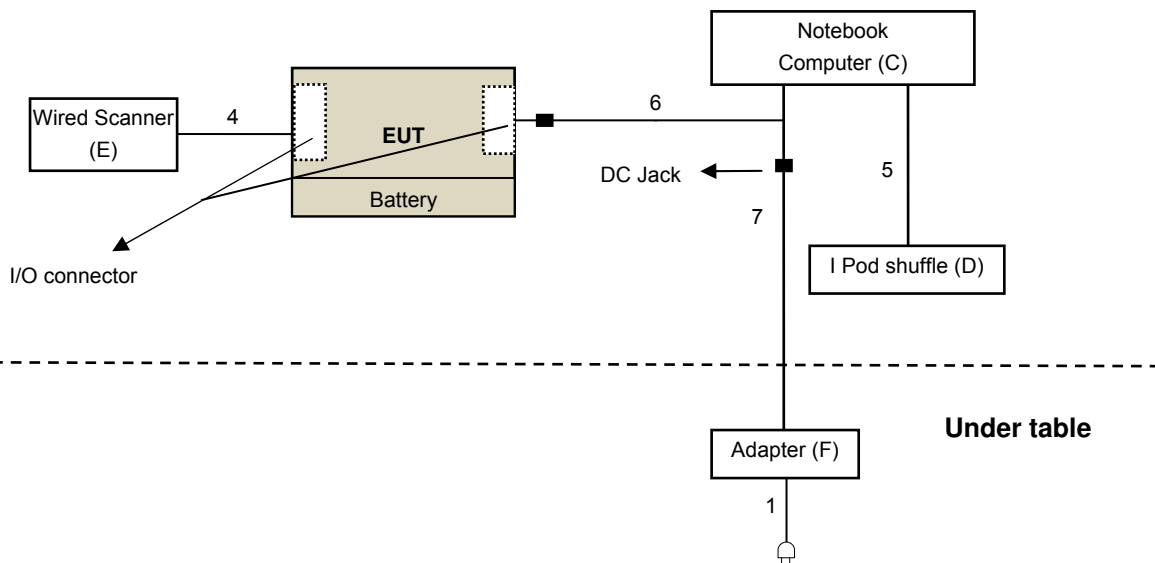 Notebook
Computer (C)
Wired Scanner
(E)
4
6
EUT
DC Jack
5
Battery
7
I Pod shuffle (D)
I/O connector
Under table
Adapter (F)
1